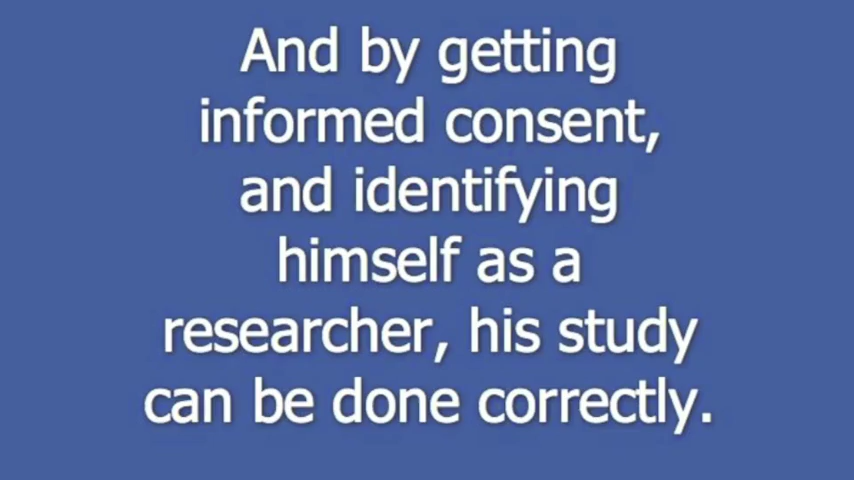 And by getting
informed consent,
and identifying
himself as a
researcher, his study
can be done correctly.